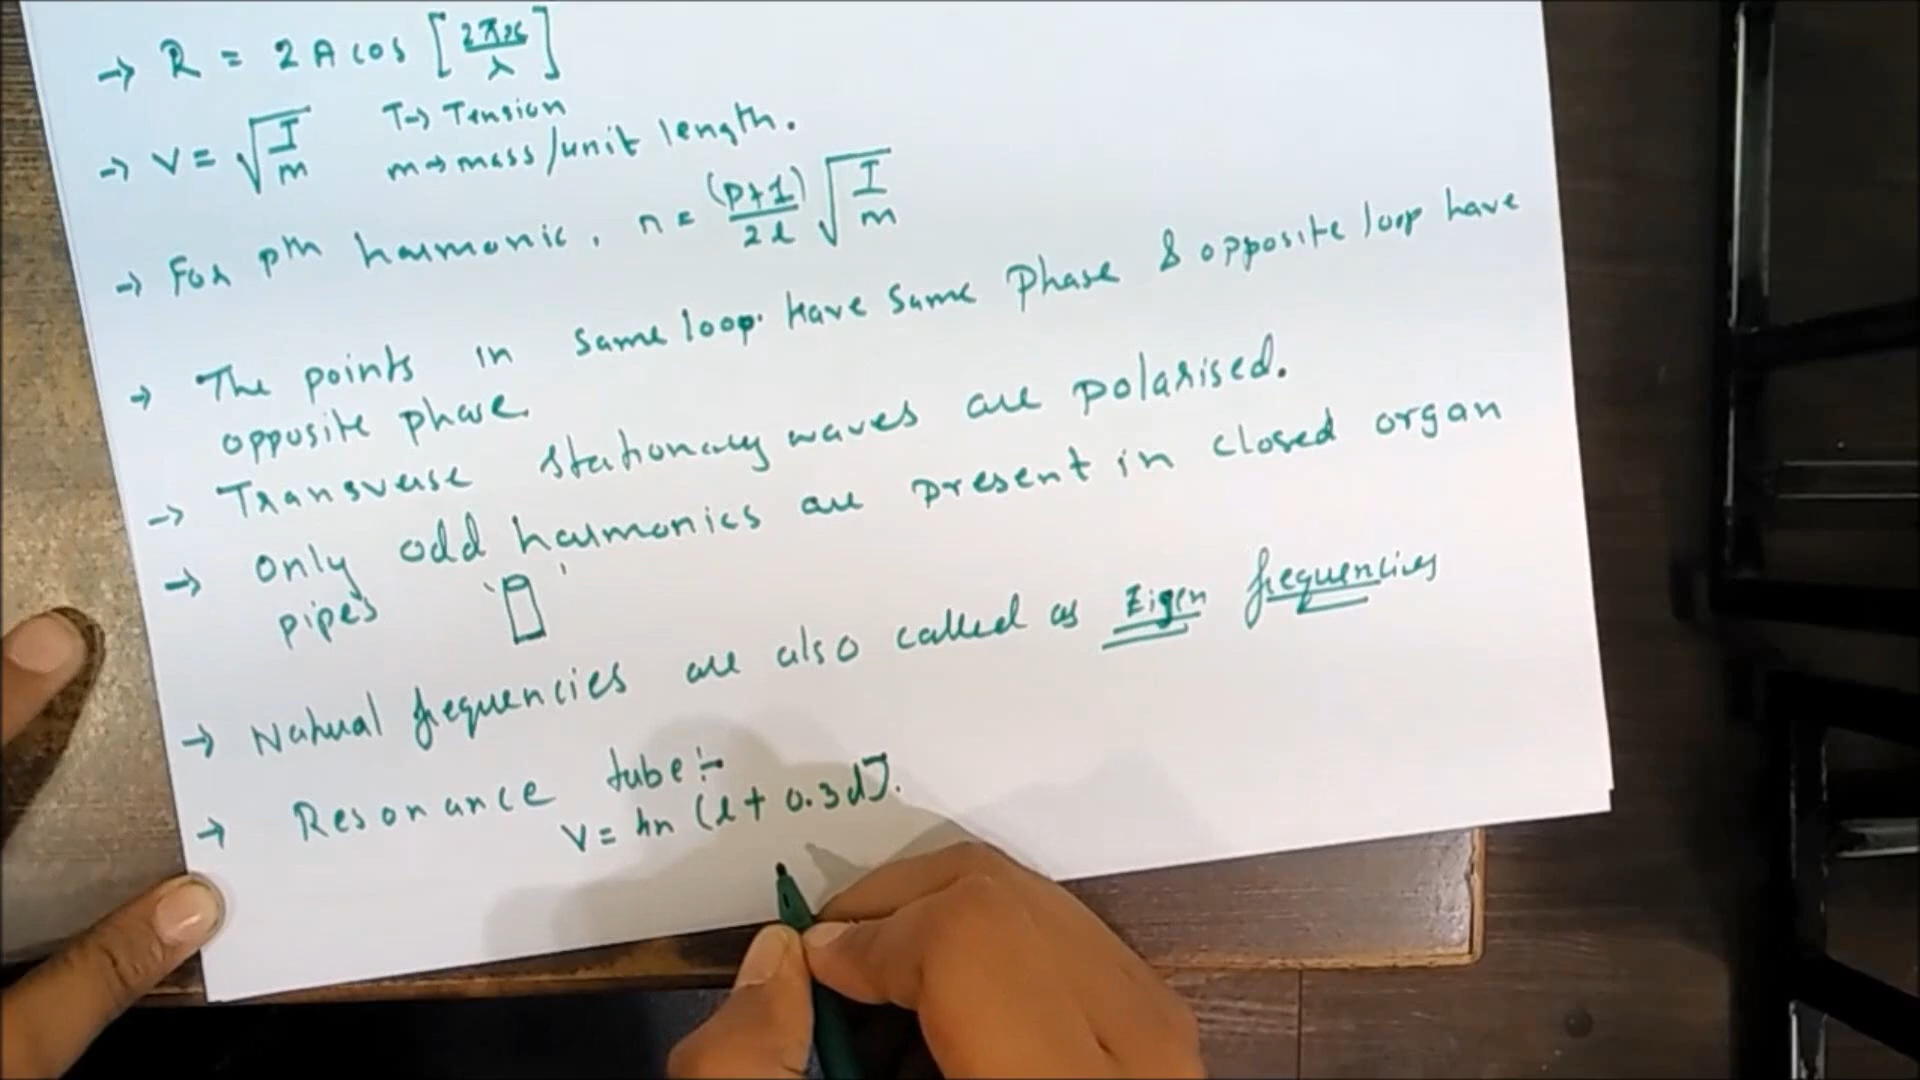 → R = 2 A cos [2πx/λ]
→ V = √(T/m) T→ Tension
m→mass/unit length.
→ For pth harmonic, n = (p+1)/2l √(T/m)
→ The points in same loop. Have same Phase & opposite loop have
opposite phase.
→ Transverse stationary waves are polarised.
→ only odd harmonics are present in closed organ
pipes
→ Natural frequencies are also called as Eigen frequencies
→ Resonance tube:-
V = 4n (l + 0.3d).